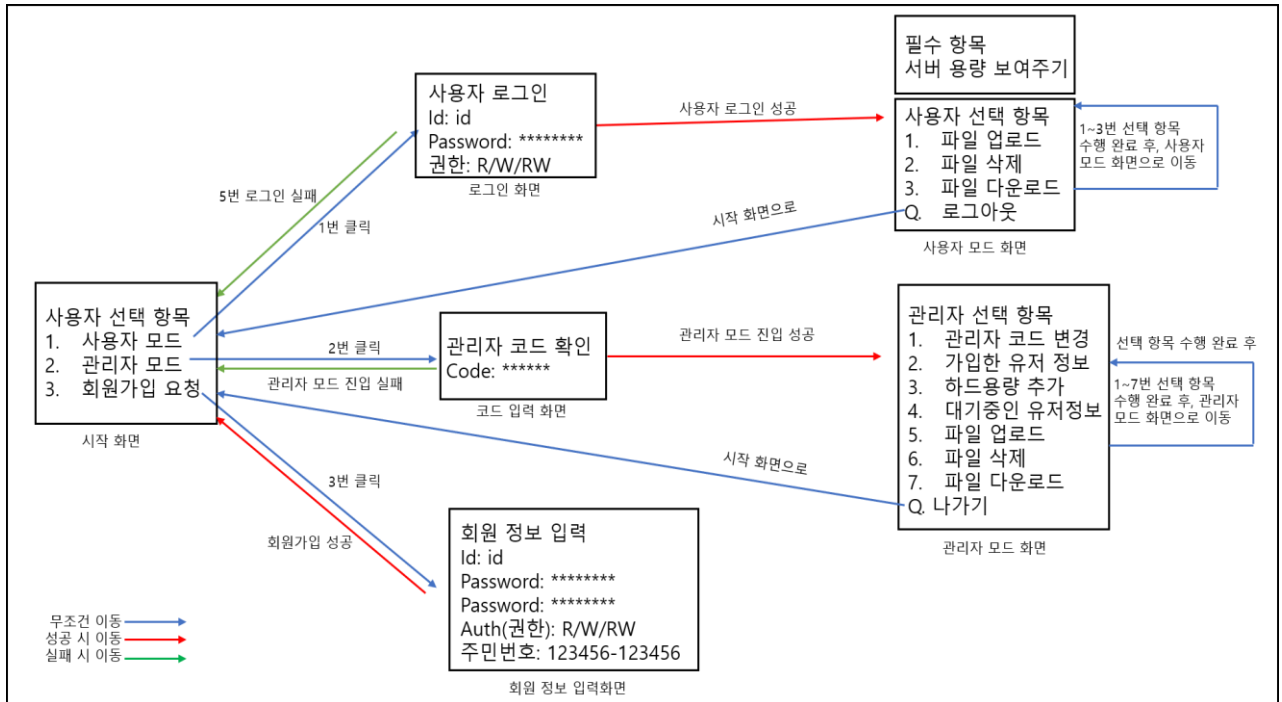 필수 항목
서버 용량 보여주기
사용자 로그인
Id: id
Password: ********
권한: R/W/RW
로그인 화면
사용자 로그인 성공
사용자 선택 항목
1. 파일 업로드
2. 파일 삭제
3. 파일 다운로드
Q. 로그아웃
사용자 모드 화면
1~3번 선택 항목
수행 완료 후, 사용자
모드 화면으로 이동
5번 로그인 실패
1번 클릭
시작 화면으로
사용자 선택 항목
1. 사용자 모드
2. 관리자 모드
3. 회원가입 요청
시작 화면
2번 클릭
관리자 모드 진입 실패
관리자 코드 확인
Code: ******
코드 입력 화면
관리자 모드 진입 성공
관리자 선택 항목
1. 관리자 코드 변경
2. 가입한 유저 정보
3. 하드용량 추가
4. 대기중인 유저정보
5. 파일 업로드
6. 파일 삭제
7. 파일 다운로드
Q. 나가기
관리자 모드 화면
선택 항목 수행 완료 후
1~7번 선택 항목
수행 완료 후, 관리자
모드 화면으로 이동
시작 화면으로
3번 클릭
회원가입 성공
회원 정보 입력
Id: id
Password: ********
Password: ********
Auth(권한): R/W/RW
주민번호: 123456-123456
회원 정보 입력화면
무조건 이동
성공 시 이동
실패 시 이동